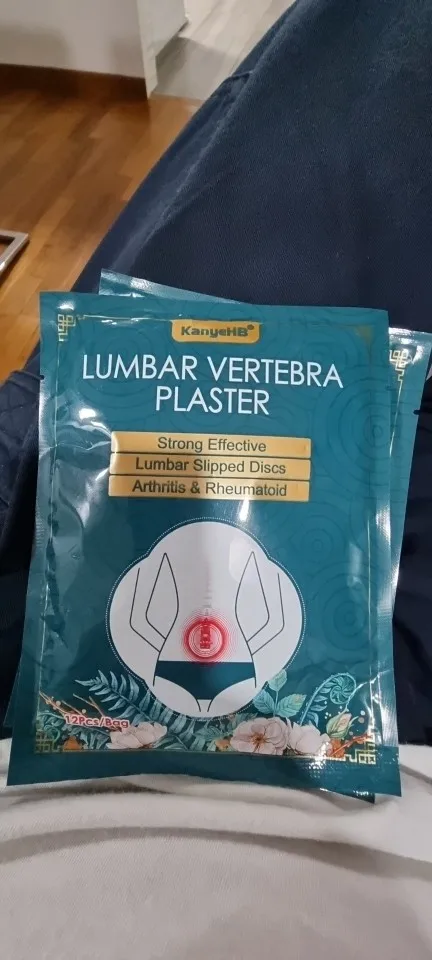 KanyeHB®
LUMBAR VERTEBRA
PLASTER
Strong Effective
Lumbar Slipped Discs
Arthritis & Rheumatoid
12Pcs/Bag